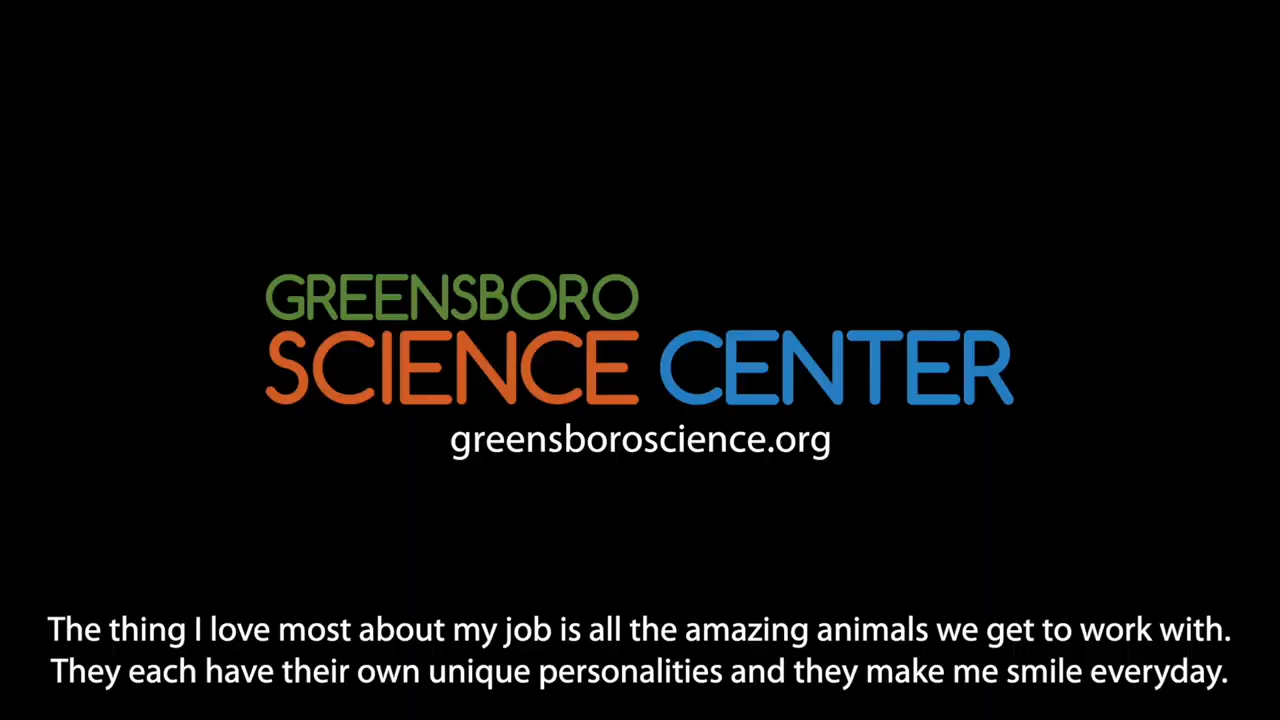 GREENSBORO
SCIENCE CENTER
greensboroscience.org
The thing I love most about my job is all the amazing animals we get to work with.
They each have their own unique personalities and they make me smile everyday.